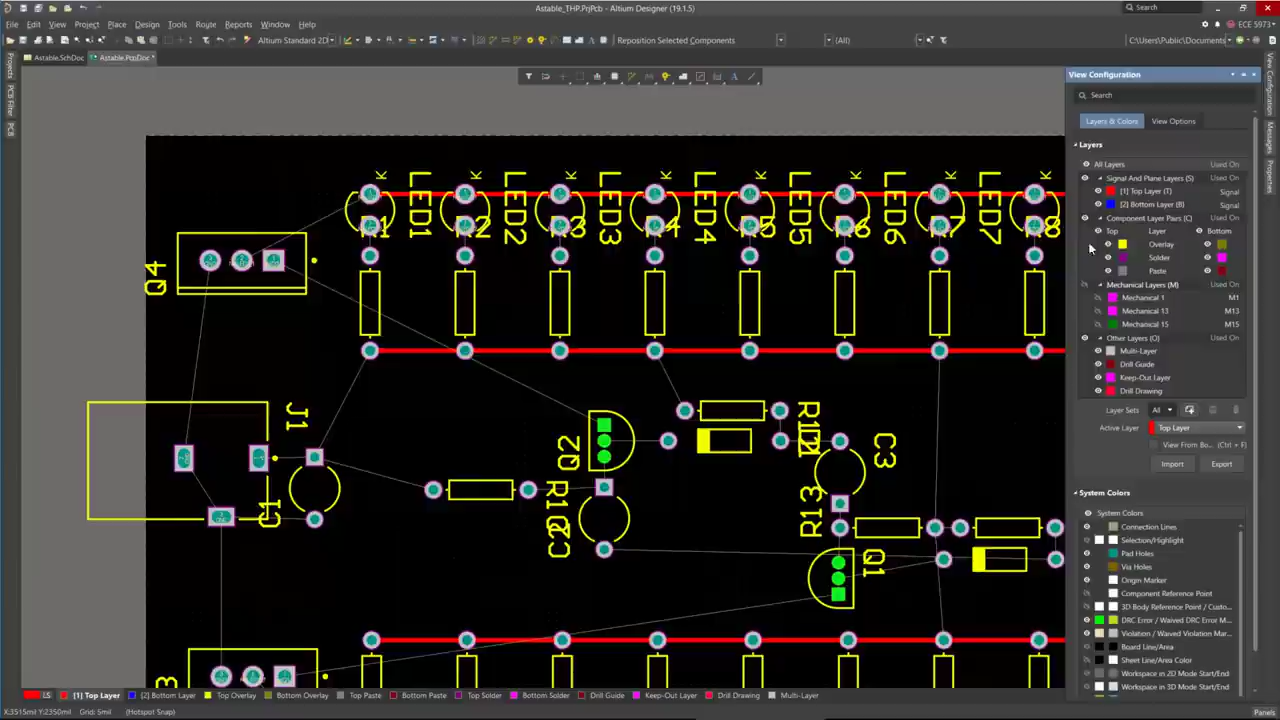 Astable_THP.PrjPcb - Altium Designer (19.1.5)
Search
File Edit View Project Place Design Tools Route Reports Window Help
ECE 5973
Altium Standard 2D
Reposition Selected Components
(All)
C:\Users\Public\Documents
Astable.SchDoc
Astable.PcbDoc *
Projects
PCB Filter
PCB
View Configuration
Search
Layers & Colors
View Options
Layers
All Layers Used On
Signal And Plane Layers (S) Used On
[1] Top Layer (T) Signal
[2] Bottom Layer (B) Signal
Component Layer Pairs (C) Used On
Top Layer Bottom
Overlay
Solder
Paste
Mechanical Layers (M) Used On
Mechanical 1 M1
Mechanical 13 M13
Mechanical 15 M15
Other Layers (O) Used On
Multi-Layer
Drill Guide
Keep-Out Layer
Drill Drawing
Layer Sets All
Active Layer Top Layer
View From Bo... (Ctrl + F)
Import Export
System Colors
System Colors
Connection Lines
Selection/Highlight
Pad Holes
Via Holes
Origin Marker
Component Reference Point
3D Body Reference Point / Custo...
DRC Error / Waived DRC Error M...
Violation / Waived Violation Mar...
Board Line/Area
Sheet Line/Area Color
Workspace in 2D Mode Start/End
Workspace in 3D Mode Start/End
View Configuration
Messages
Properties
K K K K K K K K
LED1 LED2 LED3 LED4 LED5 LED6 LED7
Q4
J1
C1
Q2
C2
C3
R13
Q1
3
LS [1] Top Layer [2] Bottom Layer Top Overlay Bottom Overlay Top Paste Bottom Paste Top Solder Bottom Solder Drill Guide Keep-Out Layer Drill Drawing Multi-Layer
X:3515mil Y:2350mil Grid: 5mil (Hotspot Snap)
Panels